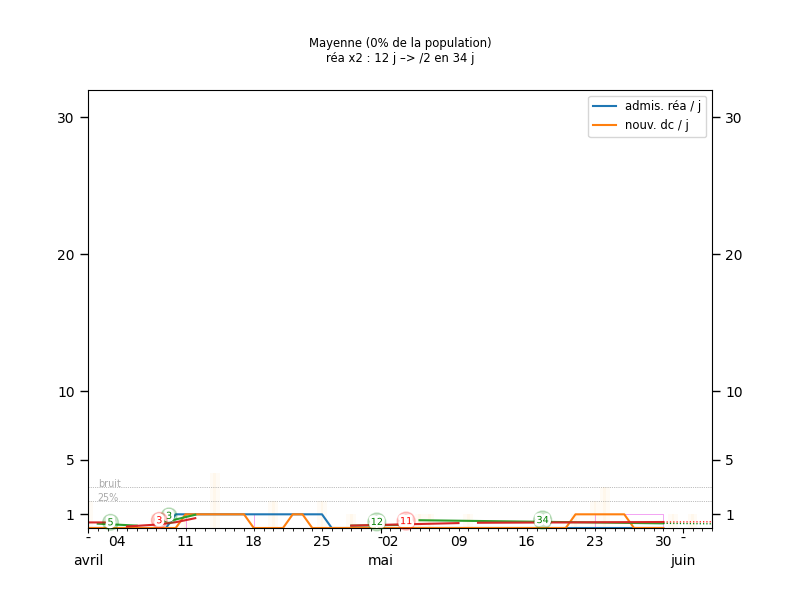 Mayenne (0% de la population)
réa x2 : 12 j –> /2 en 34 j
admis. réa / j
nouv. dc / j
30 30
20 20
10 10
5 5
bruit
25%
1 1
5 3 3 12 11 34
- 04 11 18 25 -02 09 16 23 30 -
avril mai juin